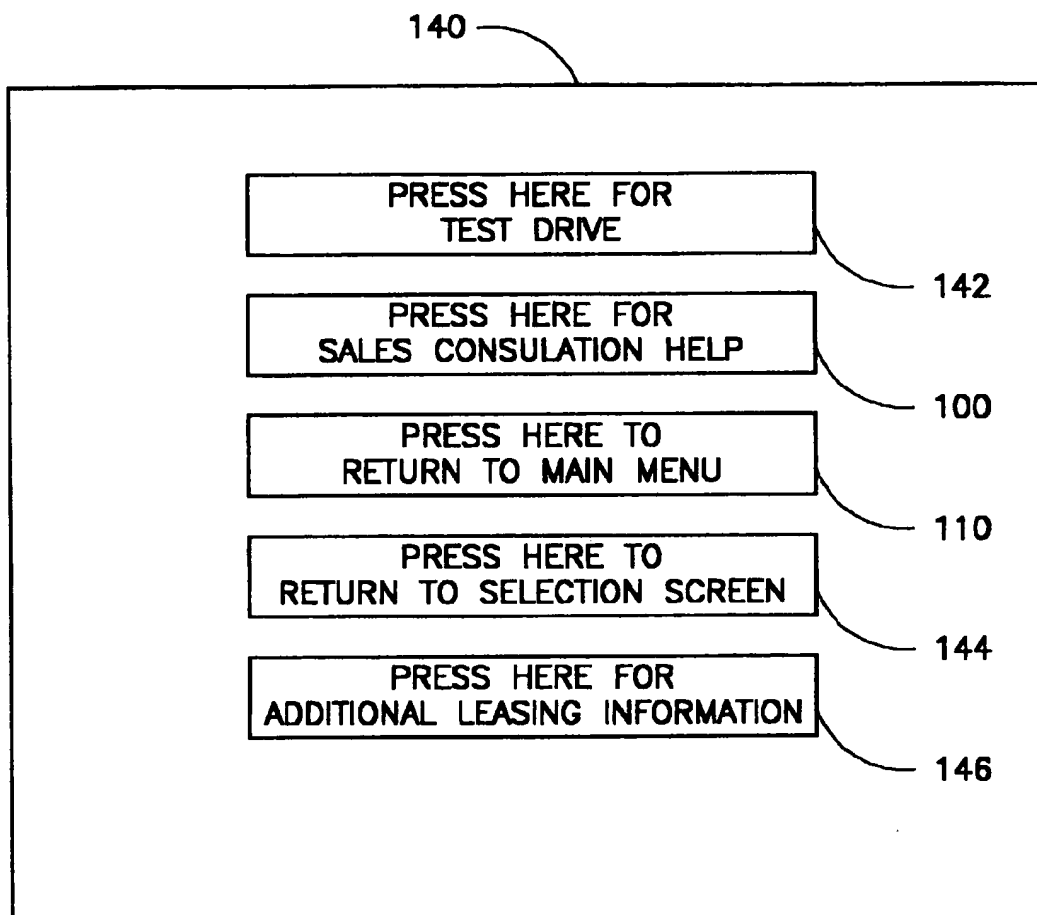 140
PRESS HERE FOR
TEST DRIVE
142
PRESS HERE FOR
SALES CONSULATION HELP
100
PRESS HERE TO
RETURN TO MAIN MENU
110
PRESS HERE TO
RETURN TO SELECTION SCREEN
144
PRESS HERE FOR
ADDITIONAL LEASING INFORMATION
146